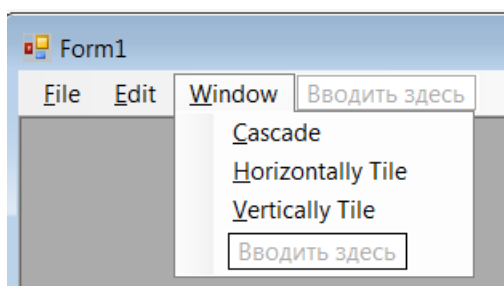 Form1
File Edit Window Вводить здесь
Cascade
Horizontally Tile
Vertically Tile
Вводить здесь